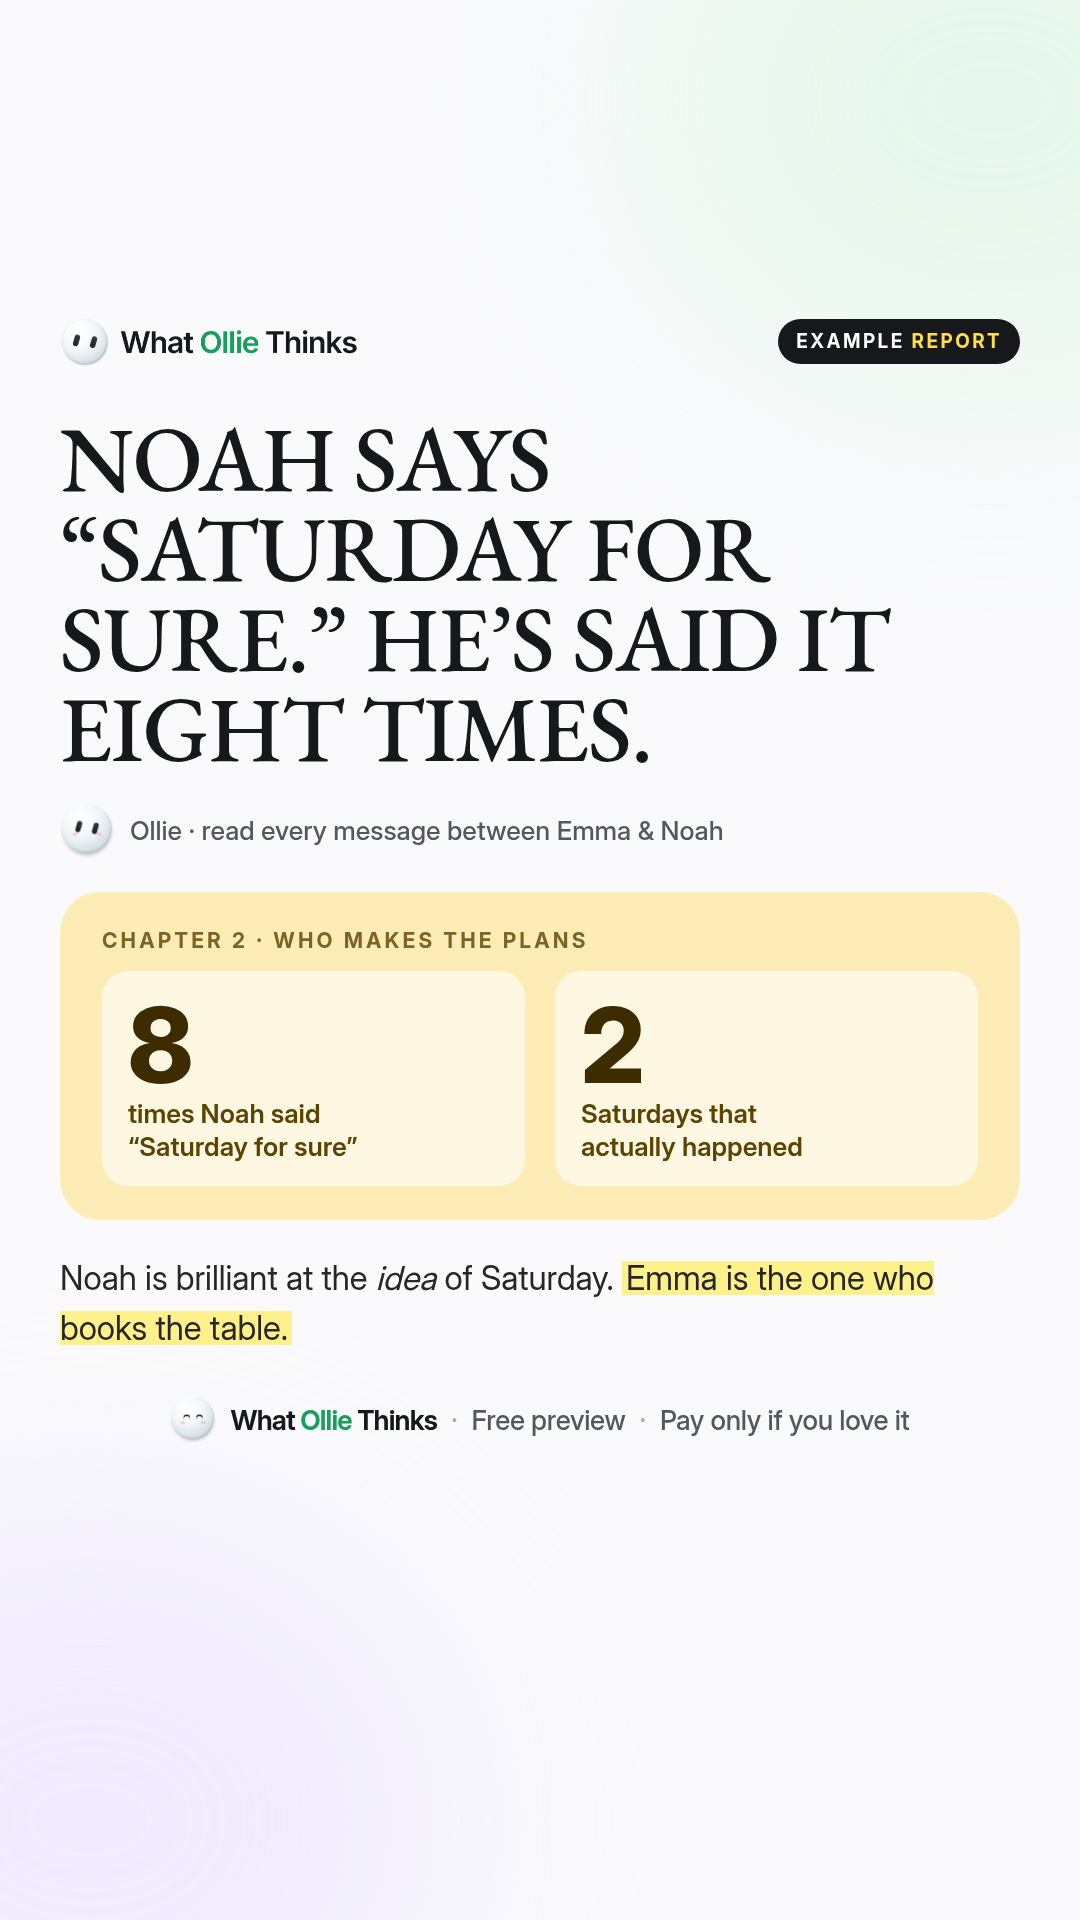 What Ollie Thinks
EXAMPLE REPORT
NOAH SAYS
“SATURDAY FOR
SURE.” HE’S SAID IT
EIGHT TIMES.
Ollie · read every message between Emma & Noah
CHAPTER 2 · WHO MAKES THE PLANS
8
times Noah said
“Saturday for sure”
2
Saturdays that
actually happened
Noah is brilliant at the idea of Saturday. Emma is the one who
books the table.
What Ollie Thinks · Free preview · Pay only if you love it